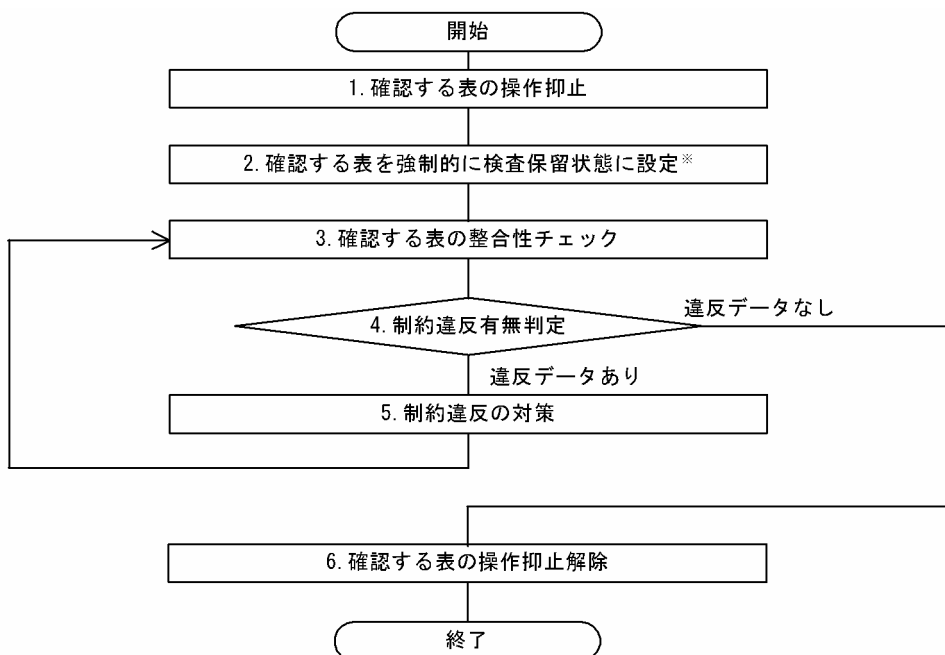 開始
1.確認する表の操作抑止
2.確認する表を強制的に検査保留状態に設定※
3.確認する表の整合性チェック
4.制約違反有無判定
違反データなし
違反データあり
5.制約違反の対策
6.確認する表の操作抑止解除
終了